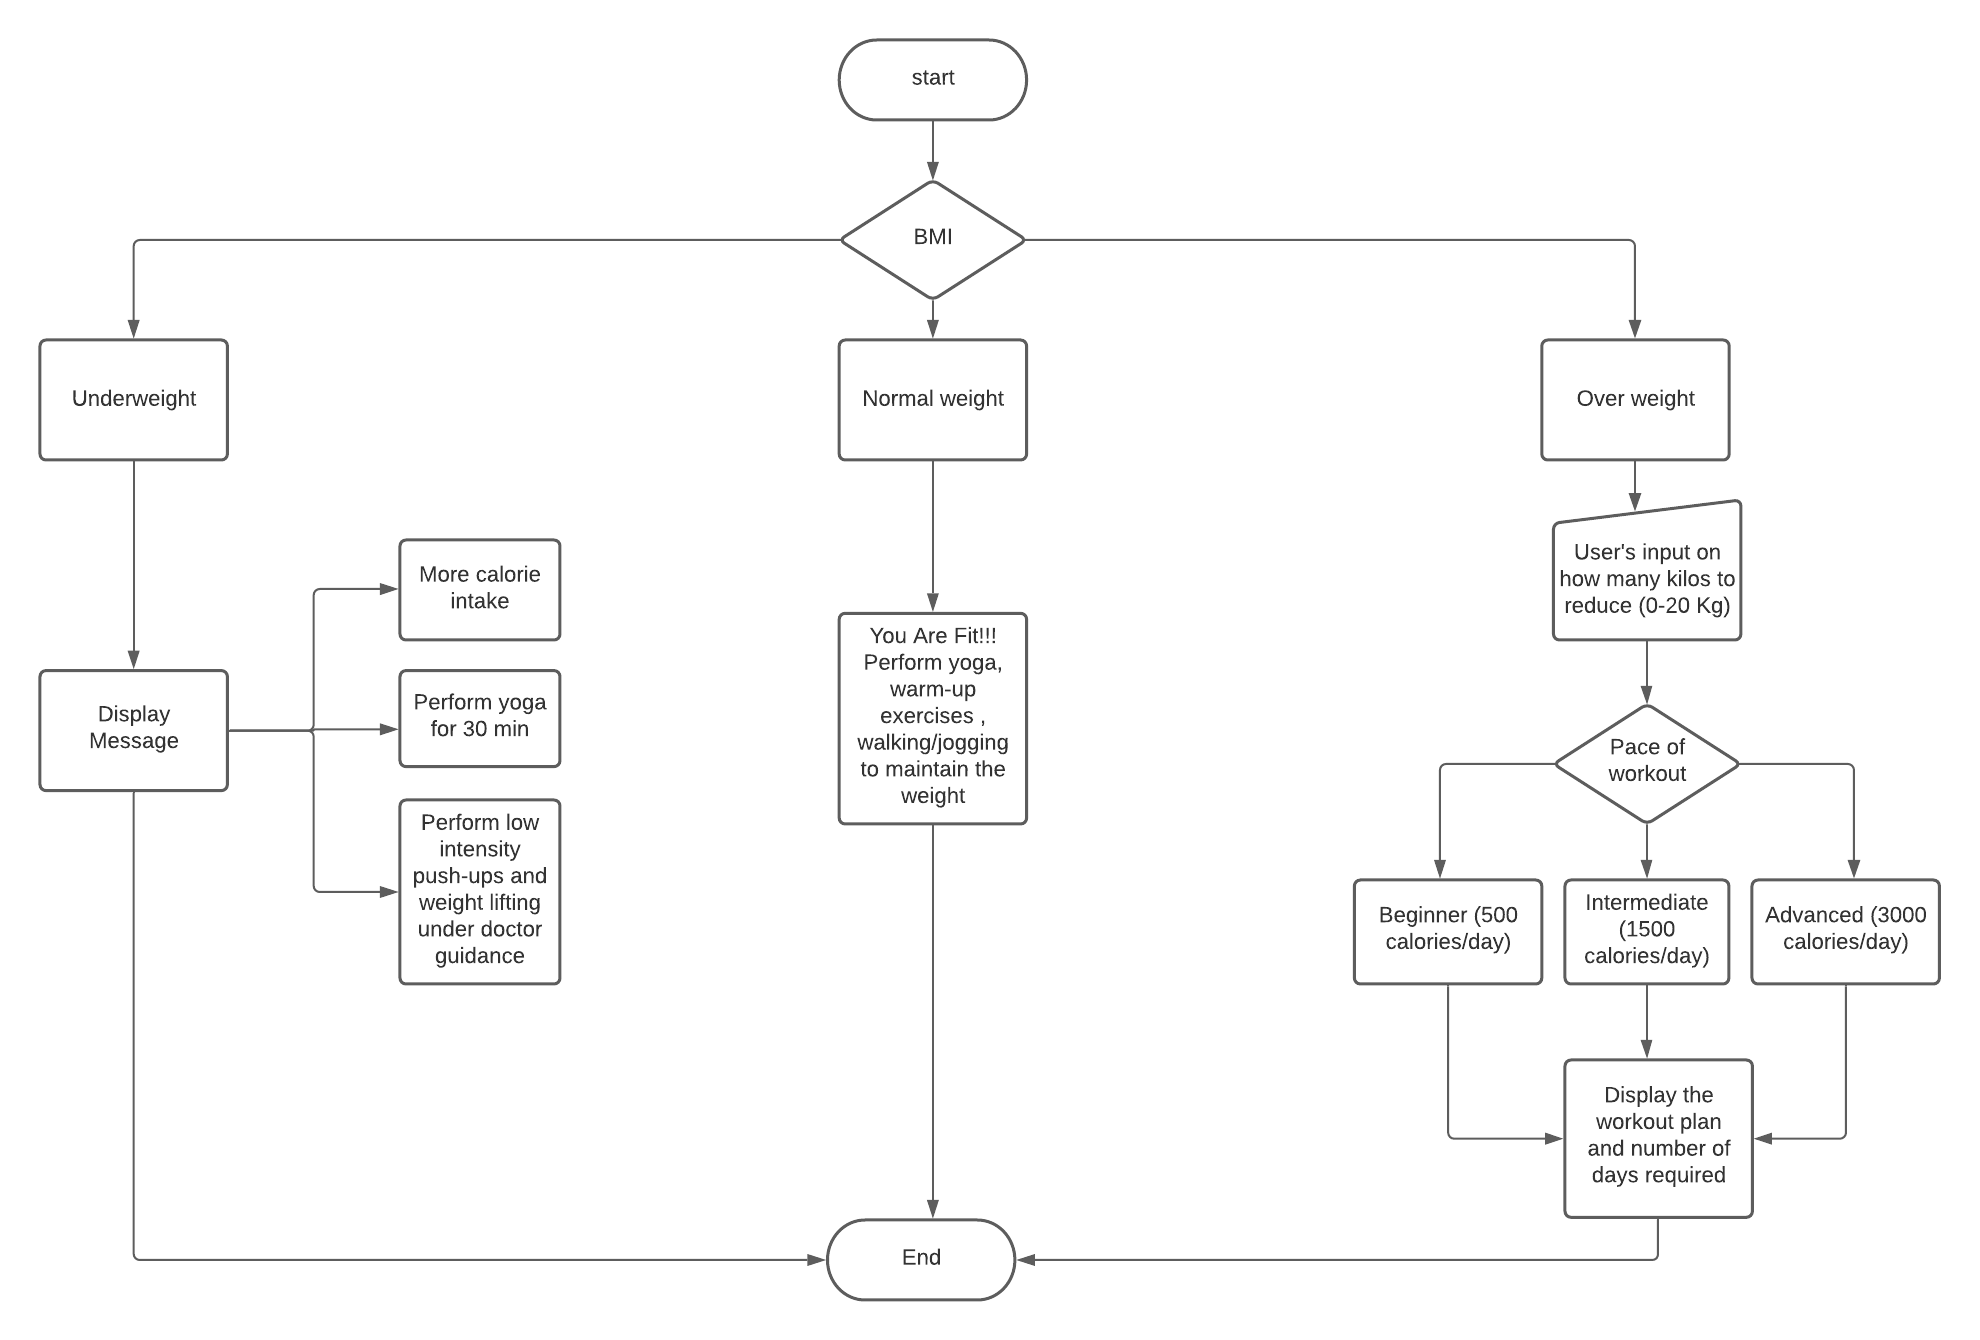 start
BMI
Underweight
Normal weight
Over weight
User's input on
how many kilos to
reduce (0-20 Kg)
More calorie
intake
You Are Fit!!!
Perform yoga,
warm-up
exercises ,
walking/jogging
to maintain the
weight
Display
Message
Perform yoga
for 30 min
Pace of
workout
Perform low
intensity
push-ups and
weight lifting
under doctor
guidance
Beginner (500
calories/day)
Intermediate
(1500
calories/day)
Advanced (3000
calories/day)
Display the
workout plan
and number of
days required
End